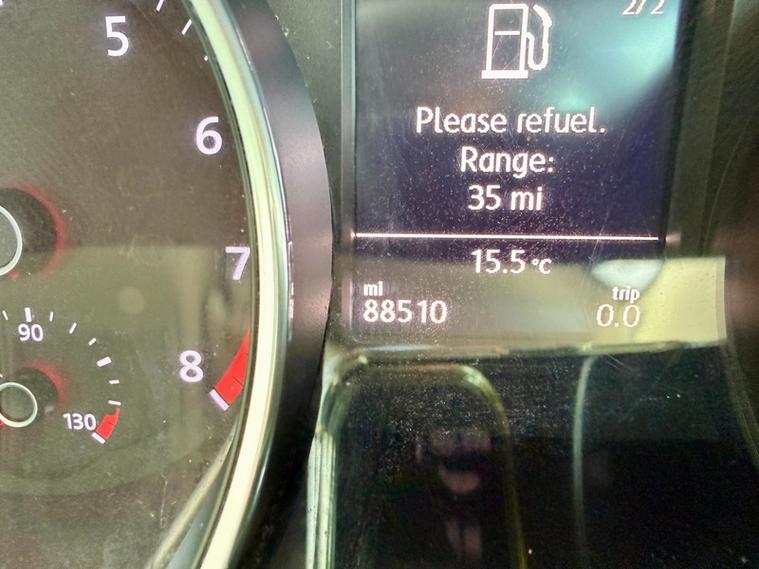 5
6
7
8
90
130
2/2
Please refuel.
Range:
35 mi
15.5 °C
mi
88510
trip
0.0